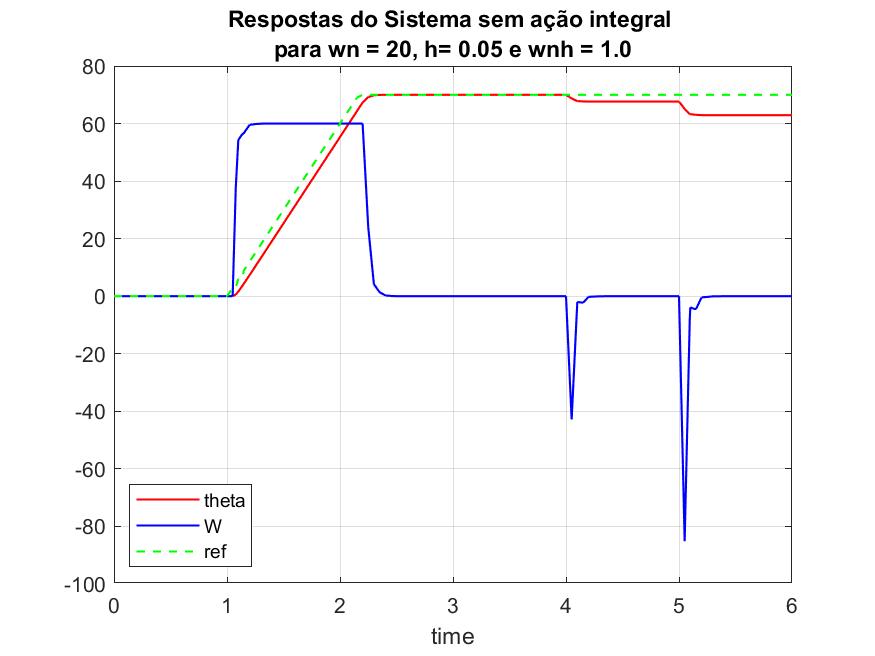 Respostas do Sistema sem ação integral
para wn = 20, h= 0.05 e wnh = 1.0
80
60
40
20
0
-20
-40
-60
-80
-100
theta
W
ref
0 1 2 3 4 5 6
time